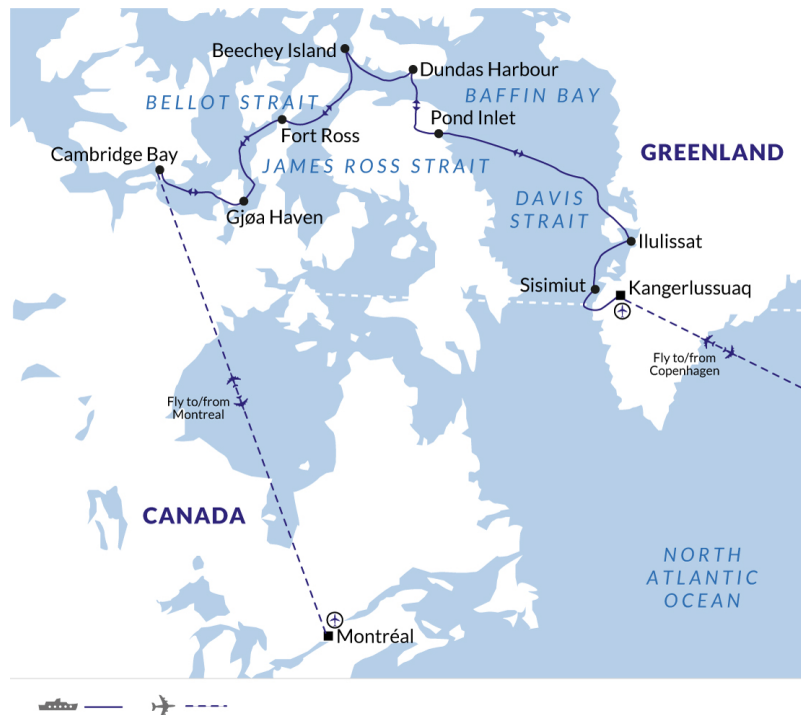 Beechey Island
Dundas Harbour
BELLOT STRAIT
BAFFIN BAY
Pond Inlet
Fort Ross
Cambridge Bay
JAMES ROSS STRAIT
GREENLAND
Gjøa Haven
DAVIS
STRAIT
Ilulissat
Sisimiut
Kangerlussuaq
Fly to/from
Copenhagen
Fly to/from
Montreal
CANADA
NORTH
ATLANTIC
OCEAN
Montréal